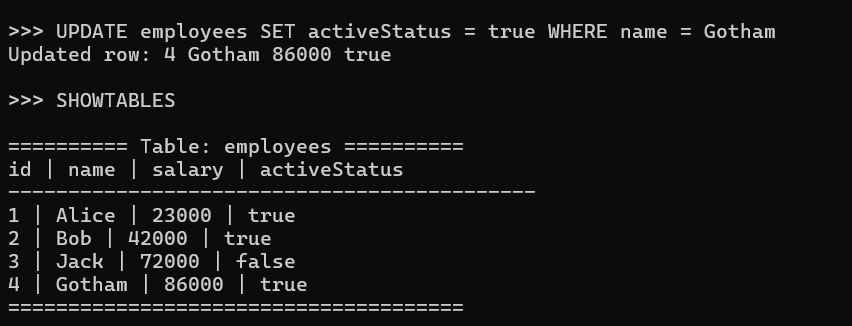 >>> UPDATE employees SET activeStatus = true WHERE name = Gotham
Updated row: 4 Gotham 86000 true
>>> SHOWTABLES
========== Table: employees ==========
id | name | salary | activeStatus
--------------------------------------------
1 | Alice | 23000 | true
2 | Bob | 42000 | true
3 | Jack | 72000 | false
4 | Gotham | 86000 | true
======================================